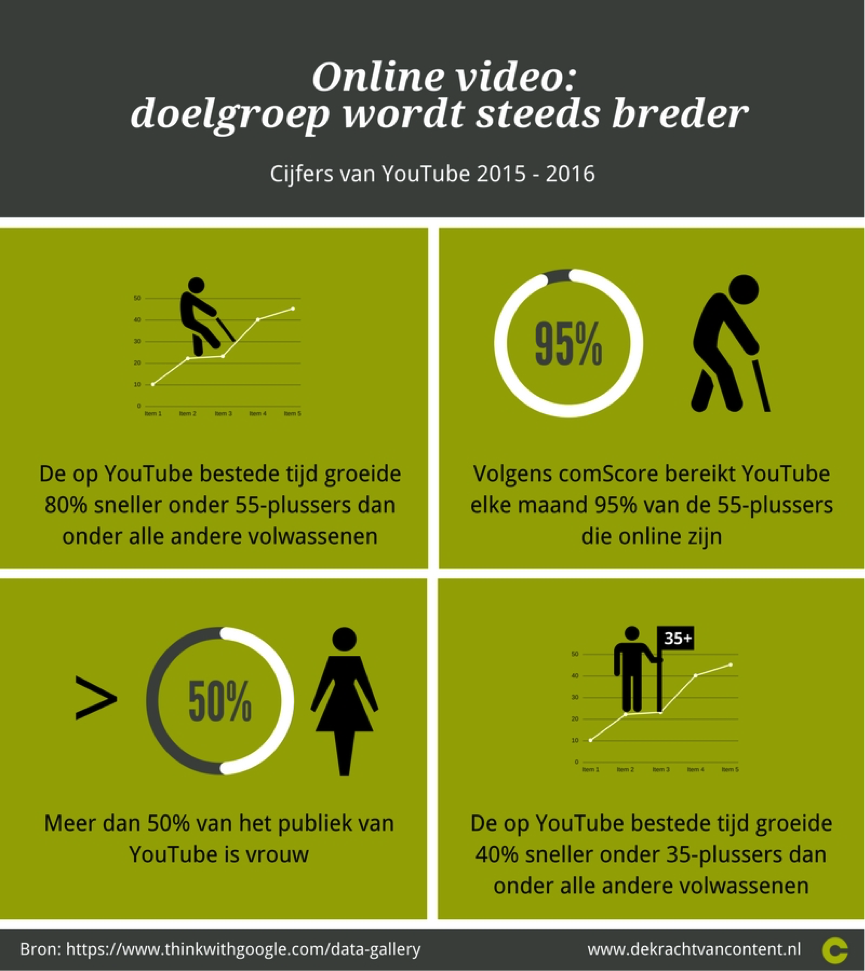 Online video:
doelgroep wordt steeds breder
Cijfers van YouTube 2015 - 2016
50
40
30
20
10
0
Item 1 Item 2 Item 3 Item 4 Item 5
De op YouTube bestede tijd groeide
80% sneller onder 55-plussers dan
onder alle andere volwassenen
95%
Volgens comScore bereikt YouTube
elke maand 95% van de 55-plussers
die online zijn
> 50%
Meer dan 50% van het publiek van
YouTube is vrouw
35+
50
40
30
20
10
0
Item 1 Item 2 Item 3 Item 4 Item 5
De op YouTube bestede tijd groeide
40% sneller onder 35-plussers dan
onder alle andere volwassenen
Bron: https://www.thinkwithgoogle.com/data-gallery
www.dekrachtvancontent.nl